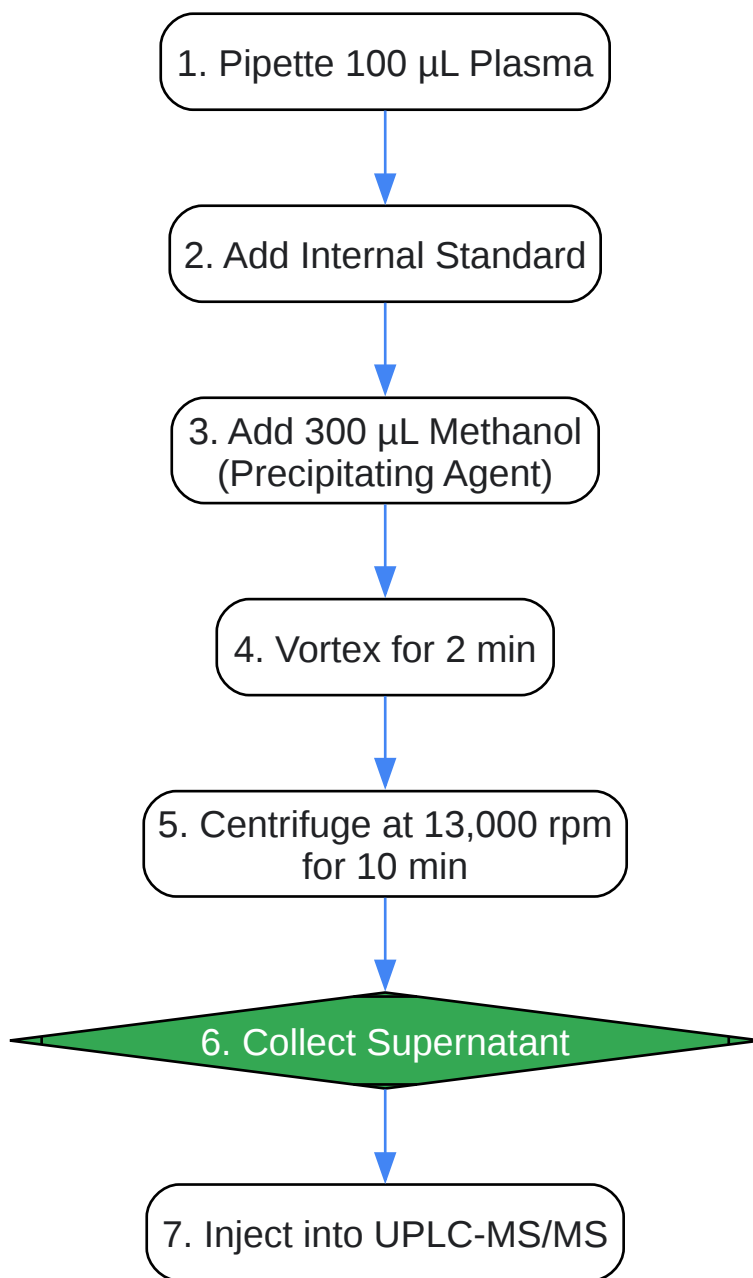 1. Pipette 100 µL Plasma
2. Add Internal Standard
3. Add 300 µL Methanol
(Precipitating Agent)
4. Vortex for 2 min
5. Centrifuge at 13,000 rpm
for 10 min
6. Collect Supernatant
7. Inject into UPLC-MS/MS